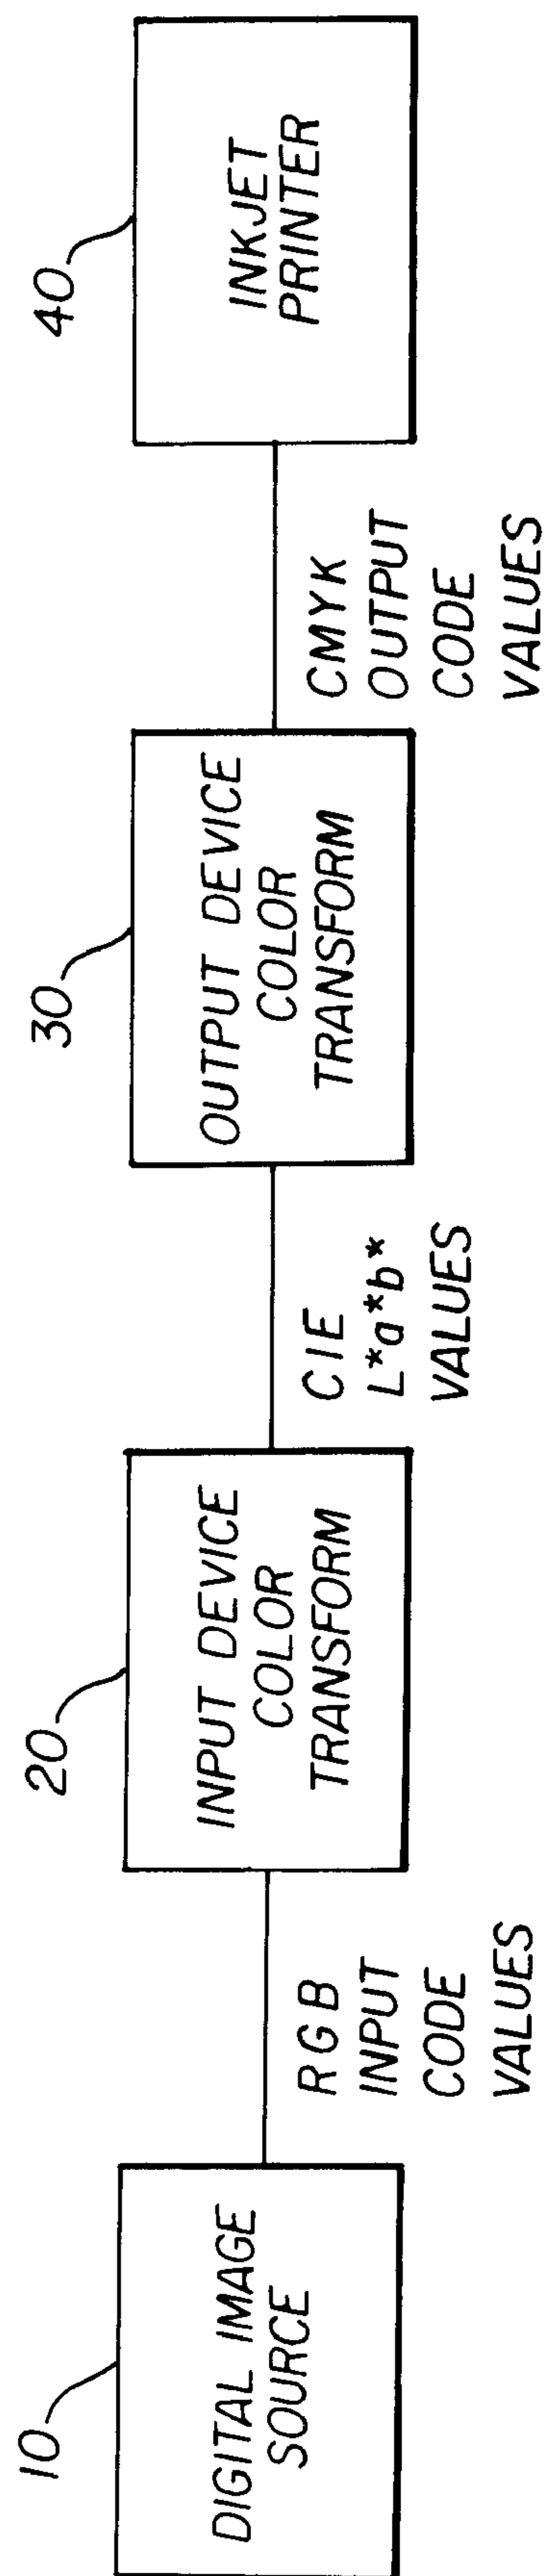 10
DIGITAL IMAGE
SOURCE
RGB
INPUT
CODE
VALUES
20
INPUT DEVICE
COLOR
TRANSFORM
CIE
L*a*b*
VALUES
30
OUTPUT DEVICE
COLOR
TRANSFORM
CMYK
OUTPUT
CODE
VALUES
40
INKJET
PRINTER